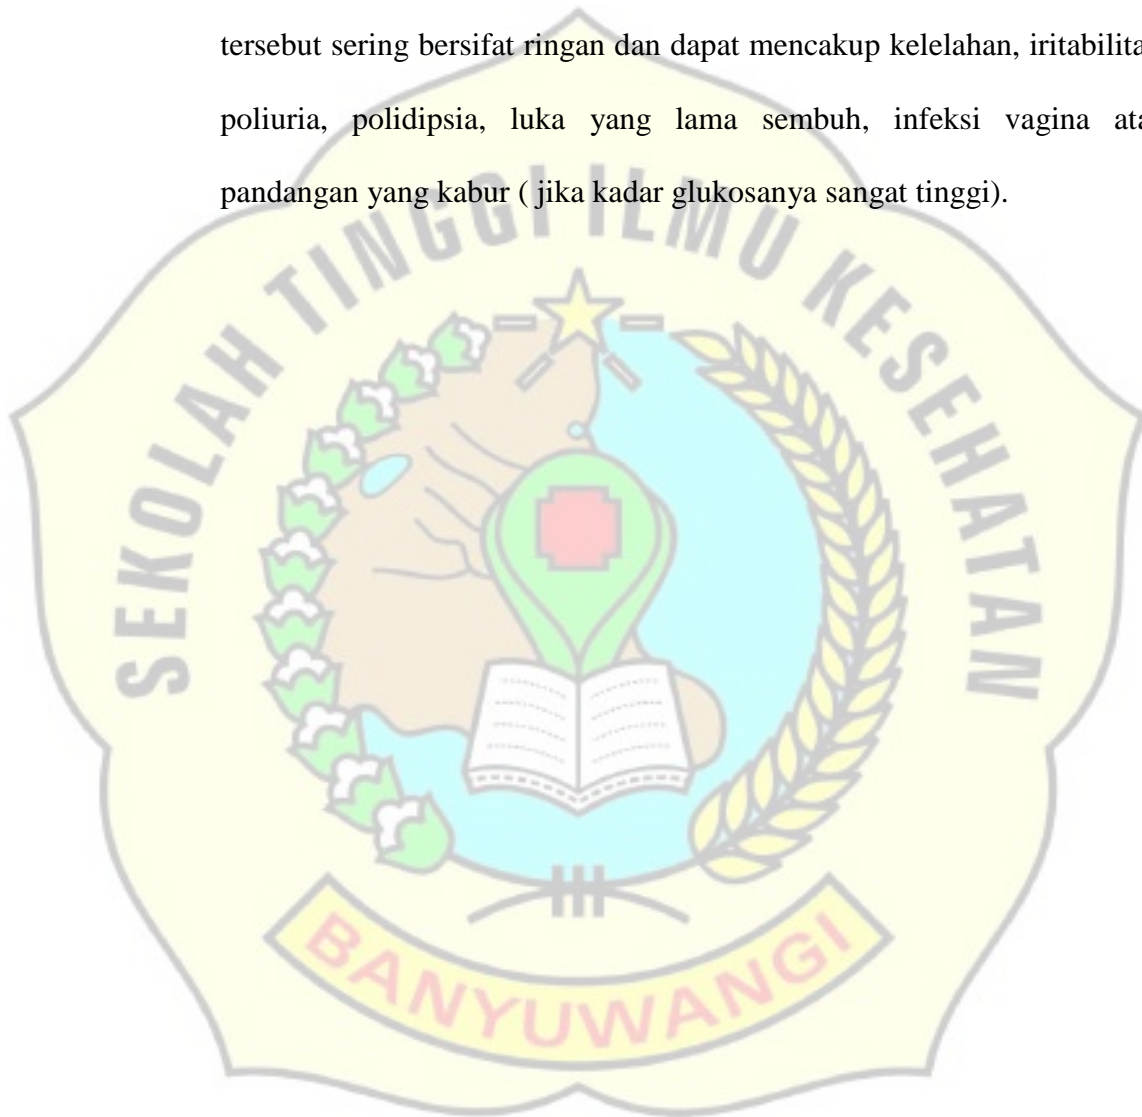 tersebut sering bersifat ringan dan dapat mencakup kelelahan, iritabilita
poliuria, polidipsia, luka yang lama sembuh, infeksi vagina ata
pandangan yang kabur ( jika kadar glukosanya sangat tinggi).
SEKOLAH TINGGI ILMU KESEHATAN
BANYUWANGI